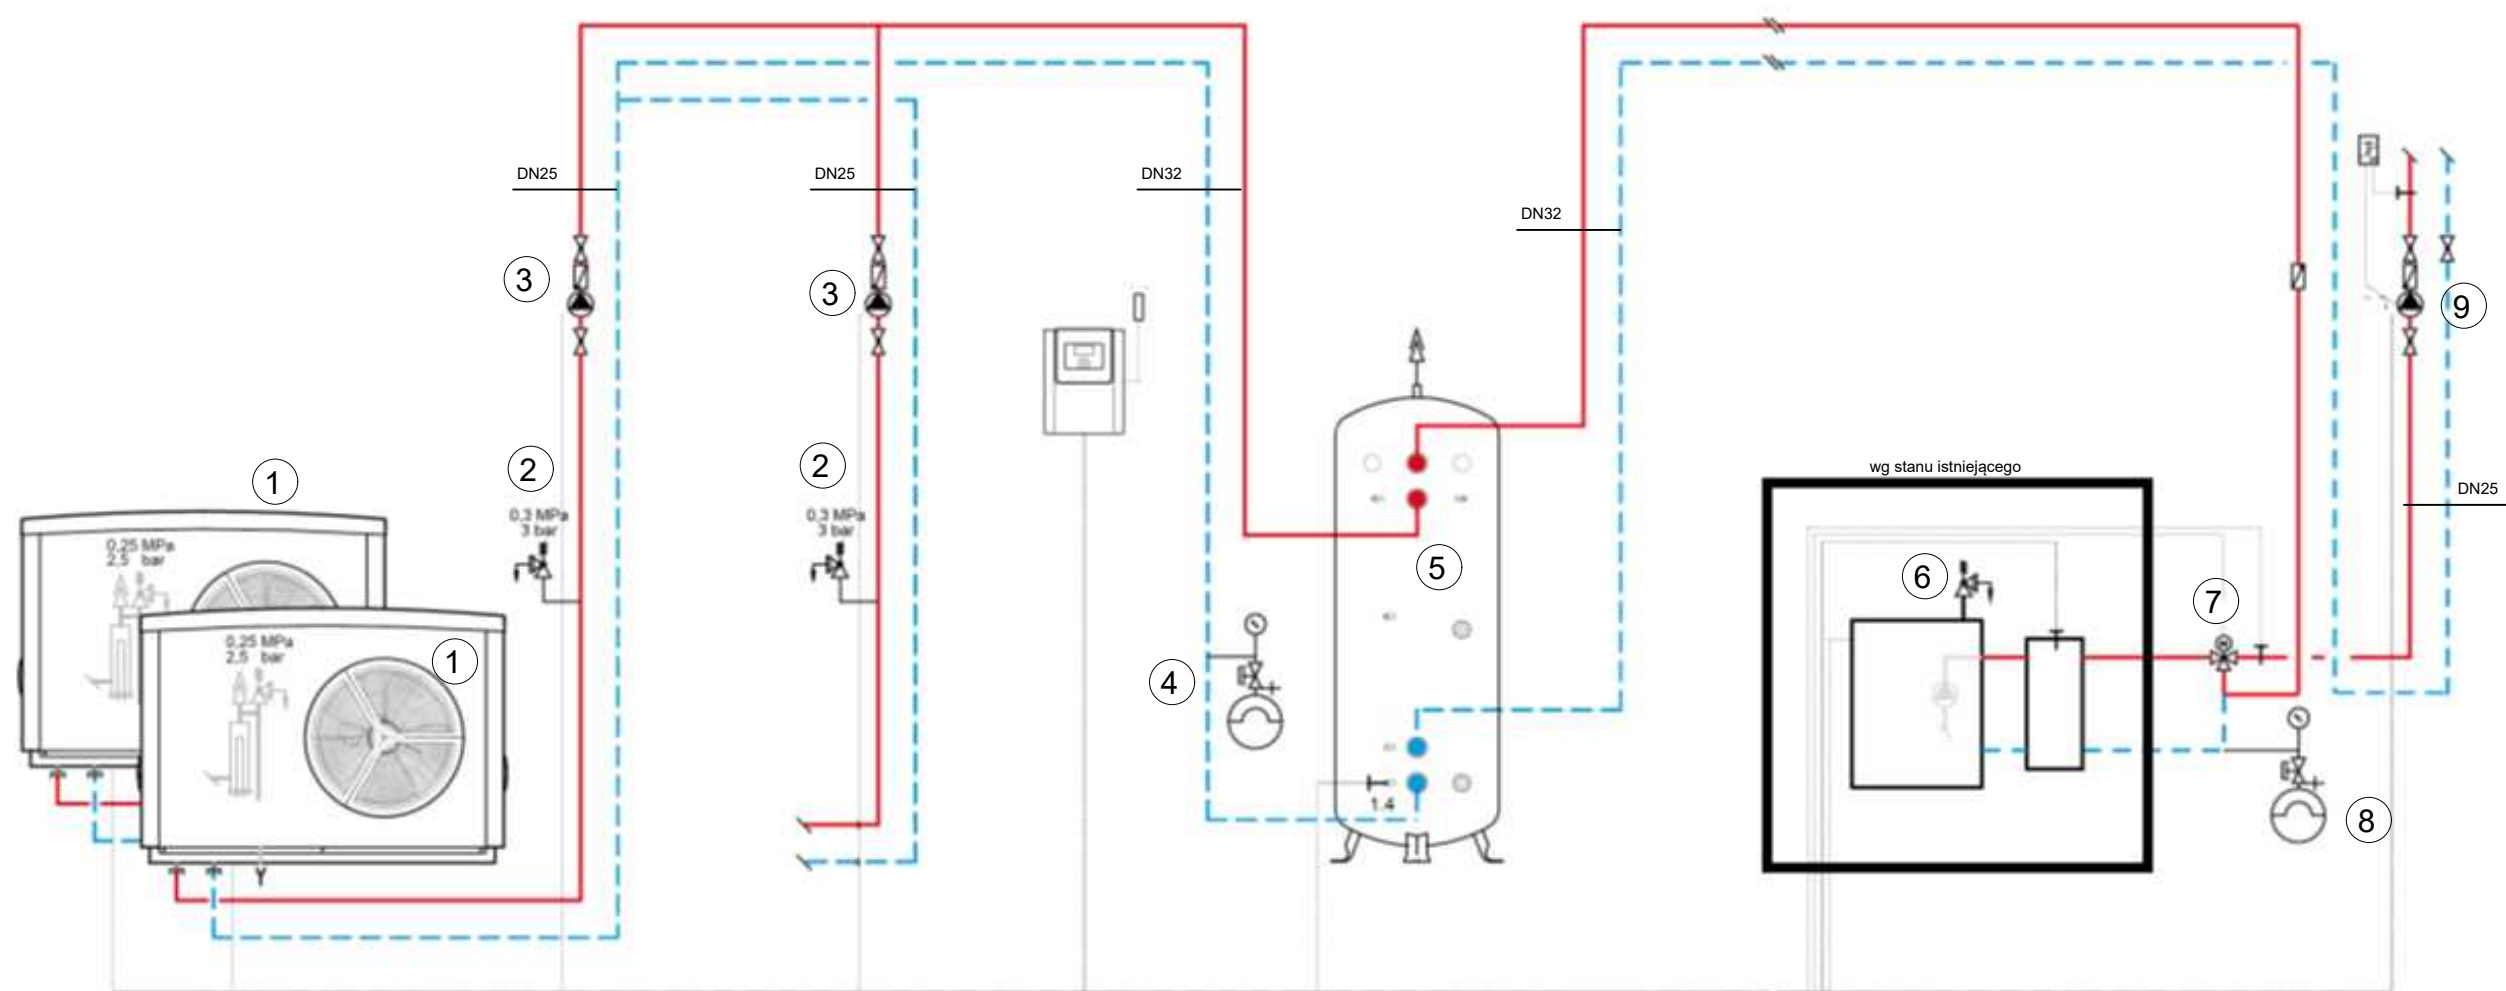 DN25
DN25
DN32
DN32
3
3
9
2
2
1
wg stanu istniejącego
DN25
0,3 MPa
3 bar
0,3 MPa
3 bar
0,25 MPa
2,5 bar
5
6
7
0,25 MPa
2,5 bar
1
4
1.4
8